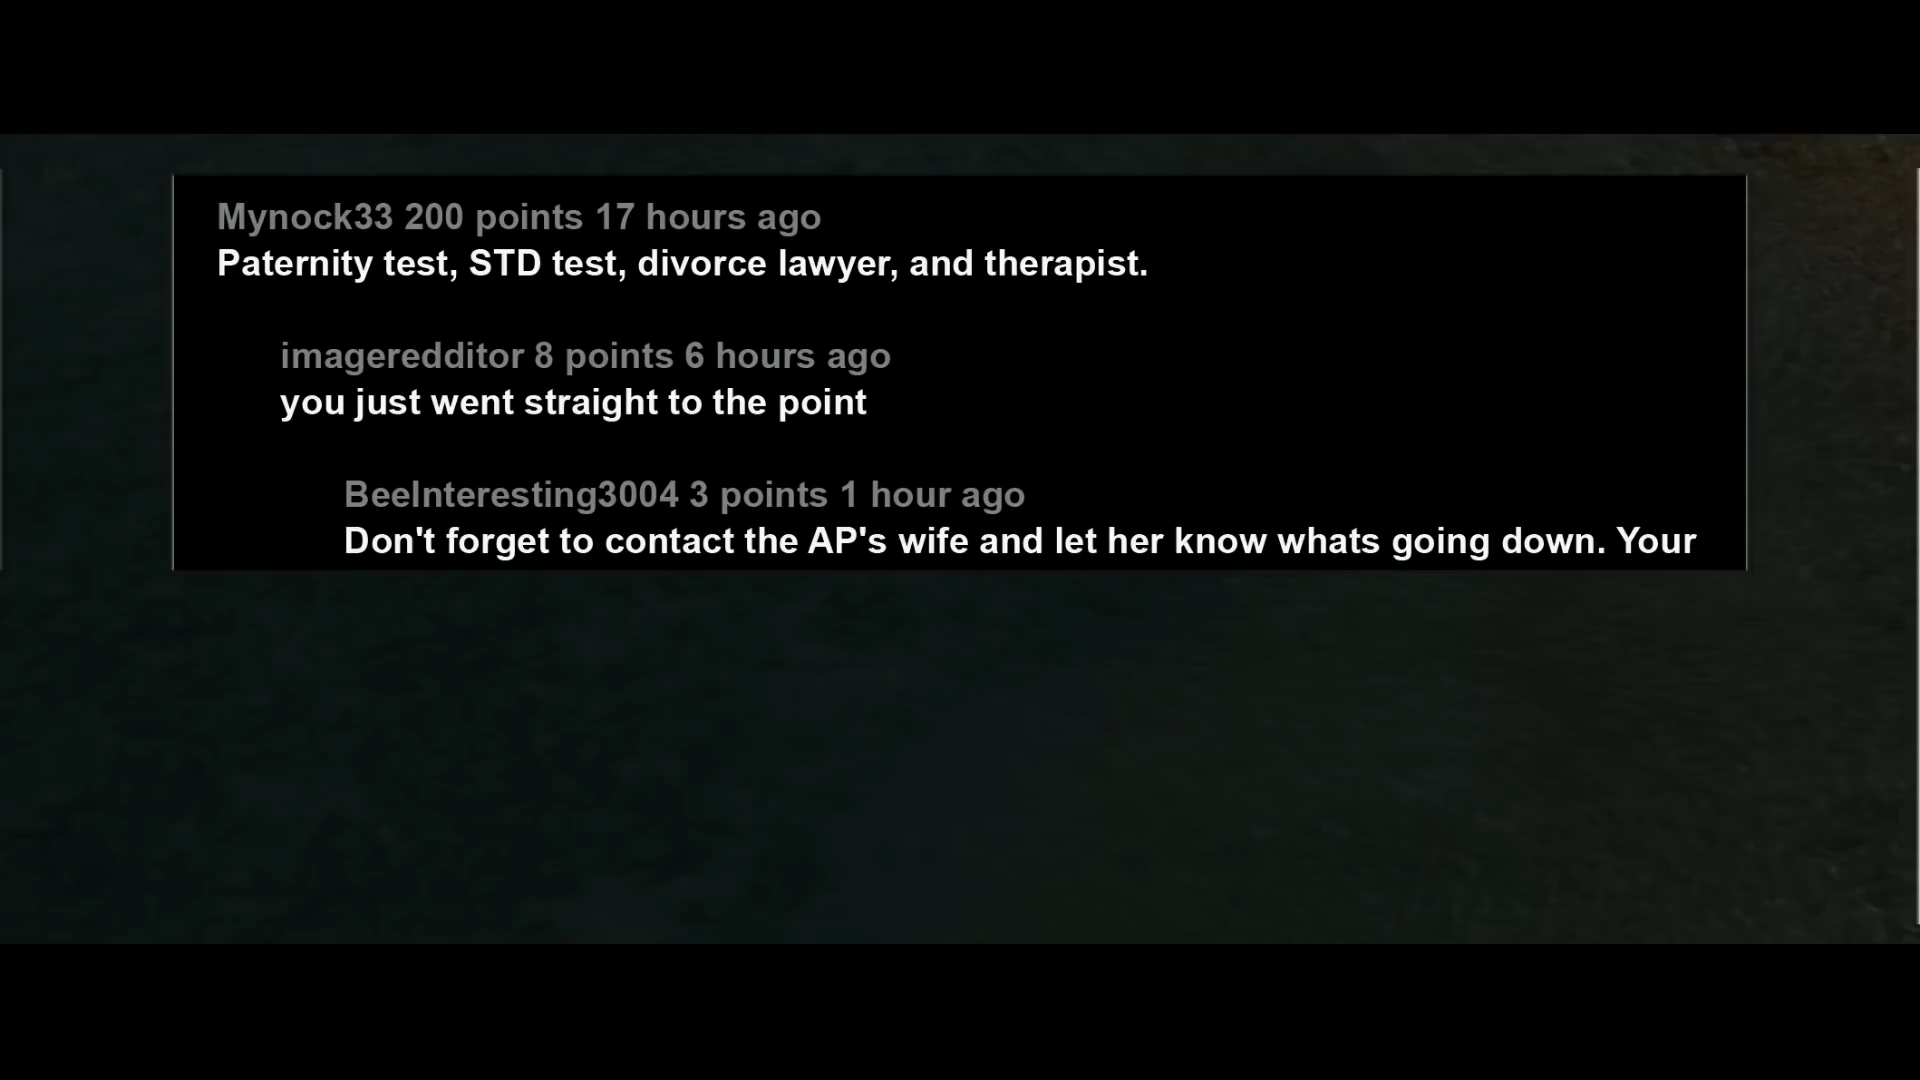 Mynock33 200 points 17 hours ago
Paternity test, STD test, divorce lawyer, and therapist.
imageredditor 8 points 6 hours ago
you just went straight to the point
BeeInteresting3004 3 points 1 hour ago
Don't forget to contact the AP's wife and let her know whats going down. Your